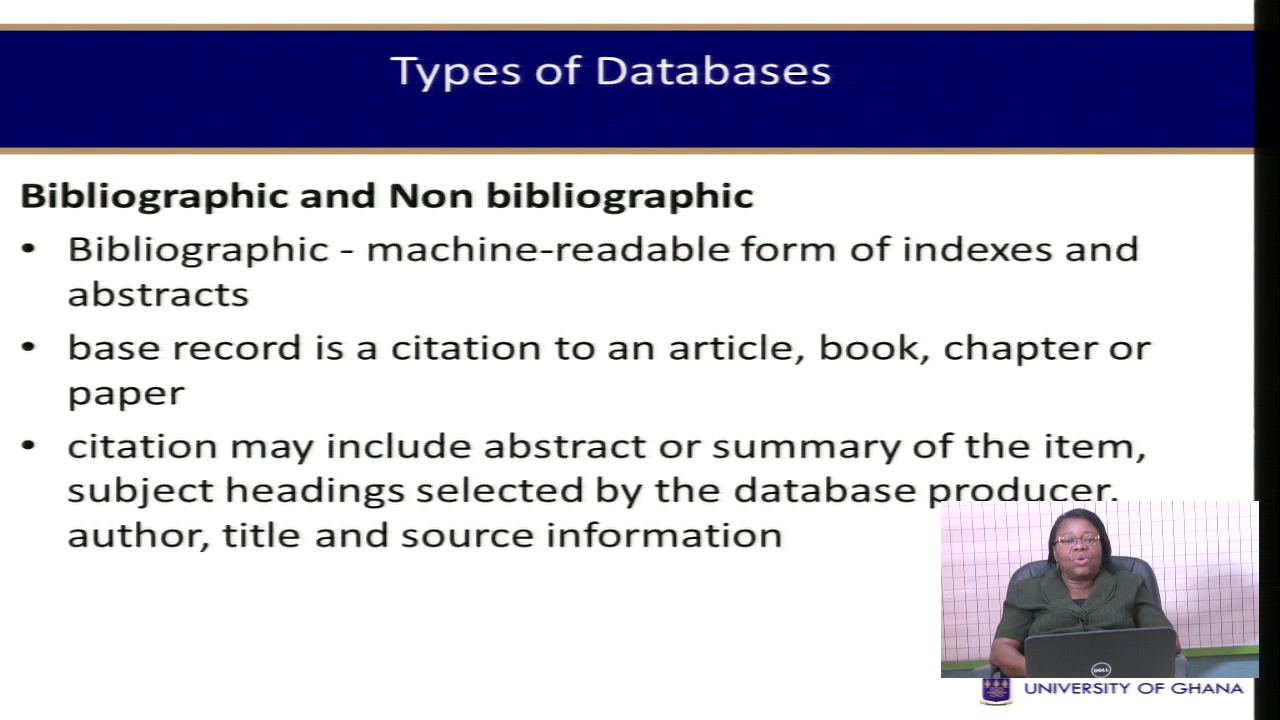 Types of Databases
Bibliographic and Non bibliographic
• Bibliographic - machine-readable form of indexes and
abstracts
• base record is a citation to an article, book, chapter or
paper
• citation may include abstract or summary of the item,
subject headings selected by the database producer,
author, title and source information
DELL
UNIVERSITY OF GHANA